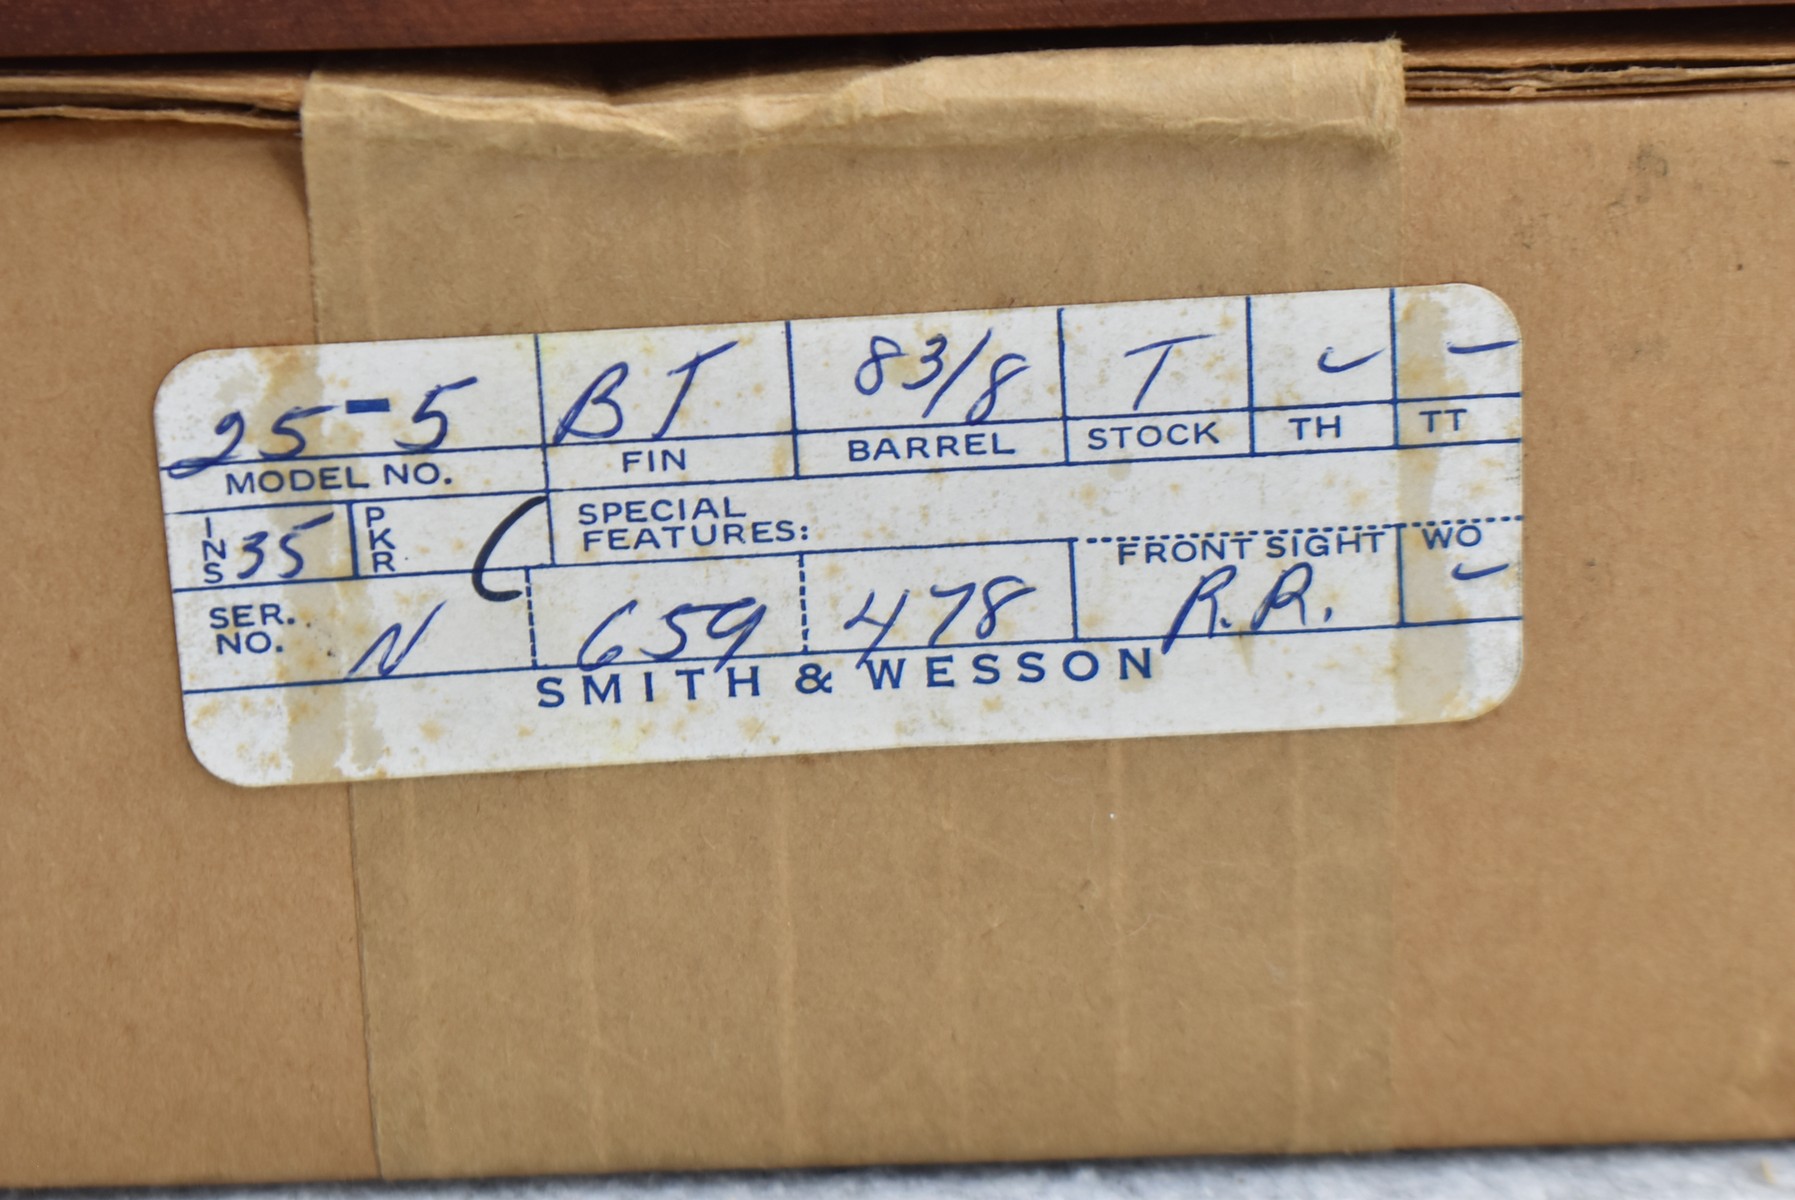 25-5 BT 83/8 T - -
MODEL NO. FIN BARREL STOCK TH TT
INS 35 PKR SPECIAL
FEATURES:
FRONT SIGHT WO
SER.
NO. N 659 478 R.R. -
SMITH & WESSON